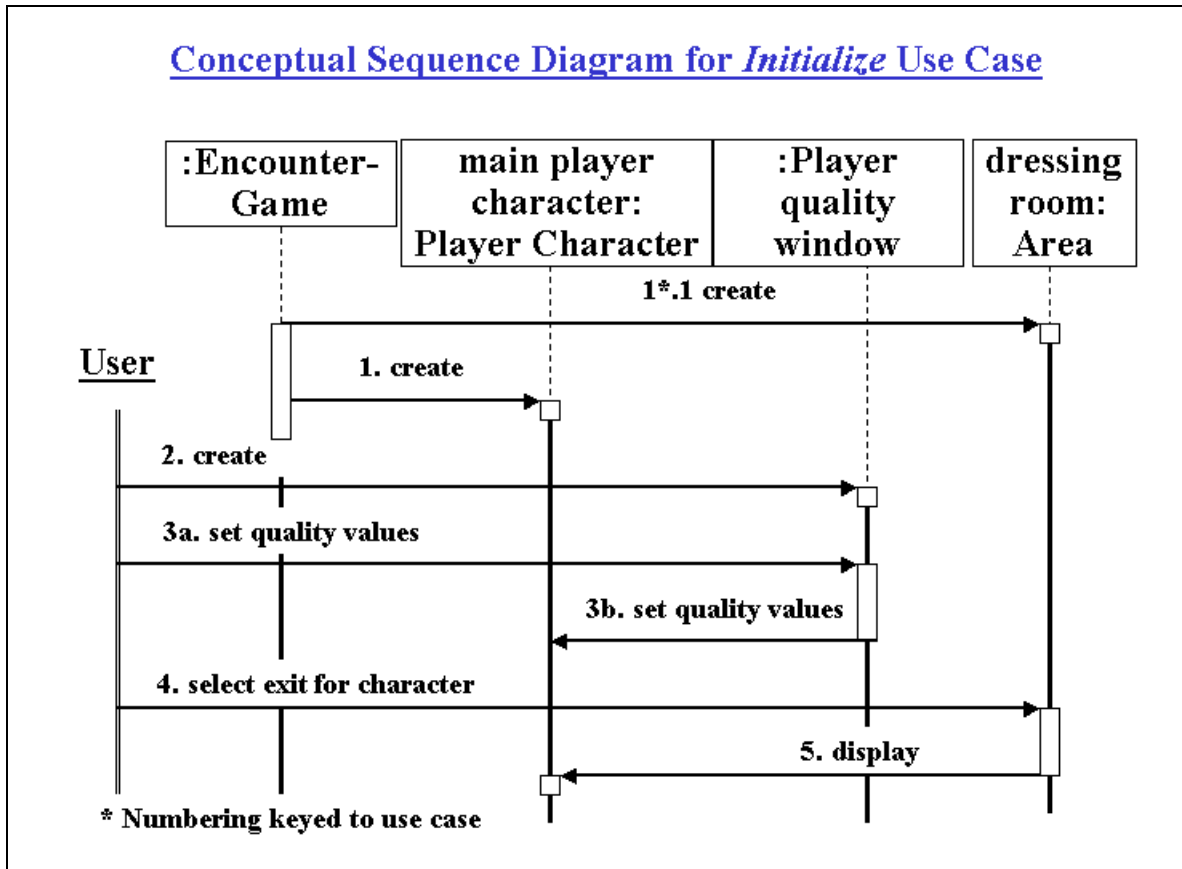 Conceptual Sequence Diagram for Initialize Use Case
:Encounter-
Game
main player
character:
Player Character
:Player
quality
window
dressing
room:
Area
1*.1 create
User
1. create
2. create
3a. set quality values
3b. set quality values
4. select exit for character
5. display
* Numbering keyed to use case